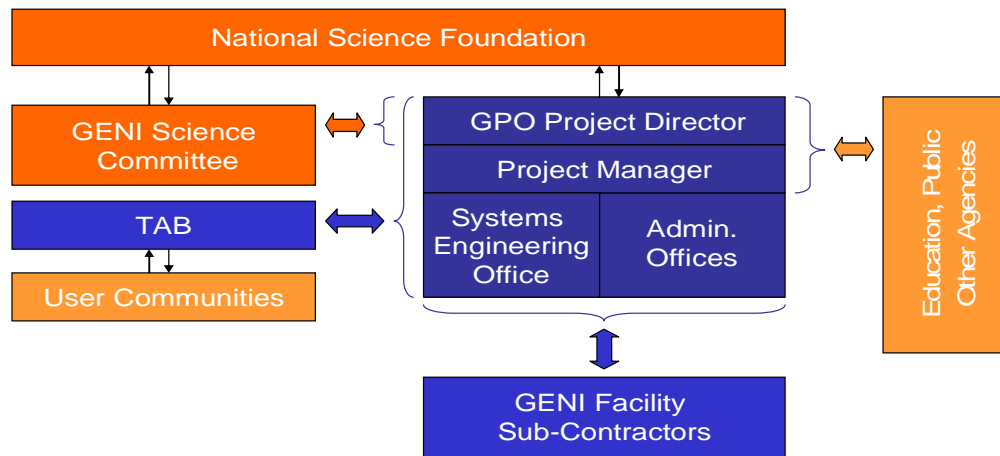 National Science Foundation
GENI Science
Committee
GPO Project Director
Project Manager
TAB
Systems
Engineering
Office
Admin.
Offices
User Communities
Education, Public
Other Agencies
GENI Facility
Sub-Contractors